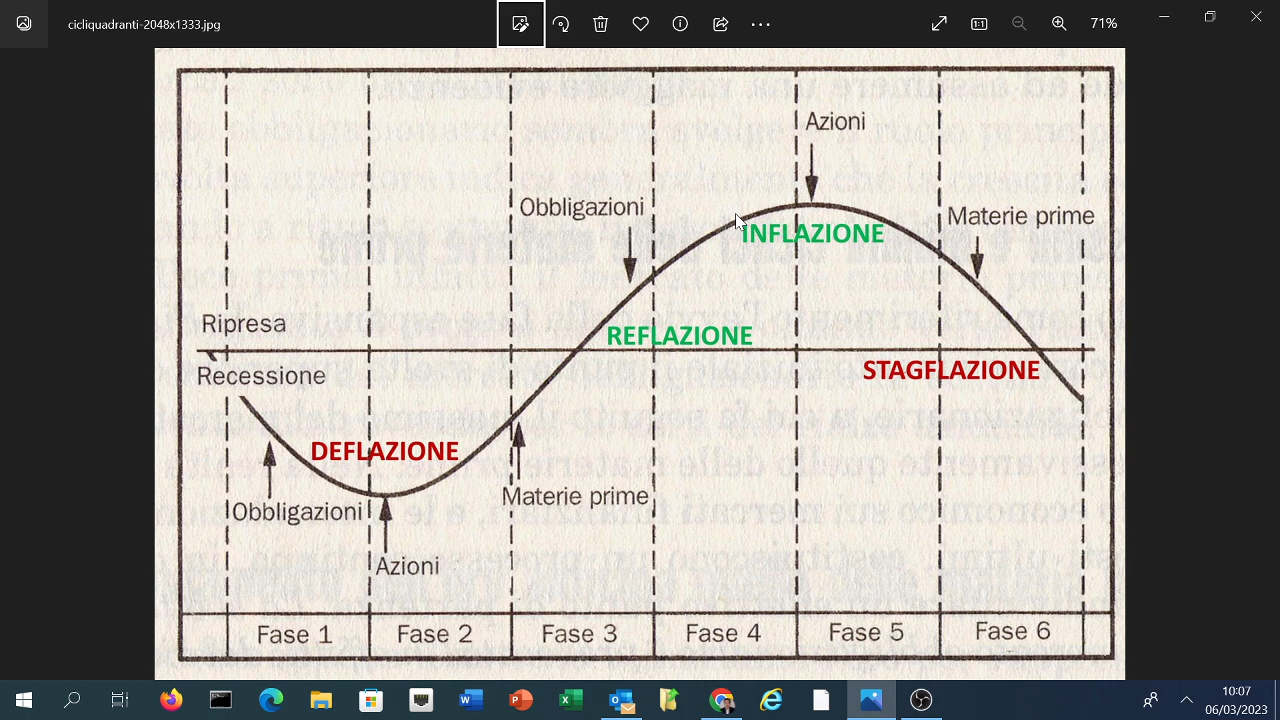 cicliquadranti-2048x1333.jpg
71%
Azioni
Obbligazioni
Materie prime
INFLAZIONE
Ripresa
REFLAZIONE
Recessione
STAGFLAZIONE
DEFLAZIONE
Obbligazioni
Materie prime
Azioni
Fase 1
Fase 2
Fase 3
Fase 4
Fase 5
Fase 6
10:07
06/03/2023